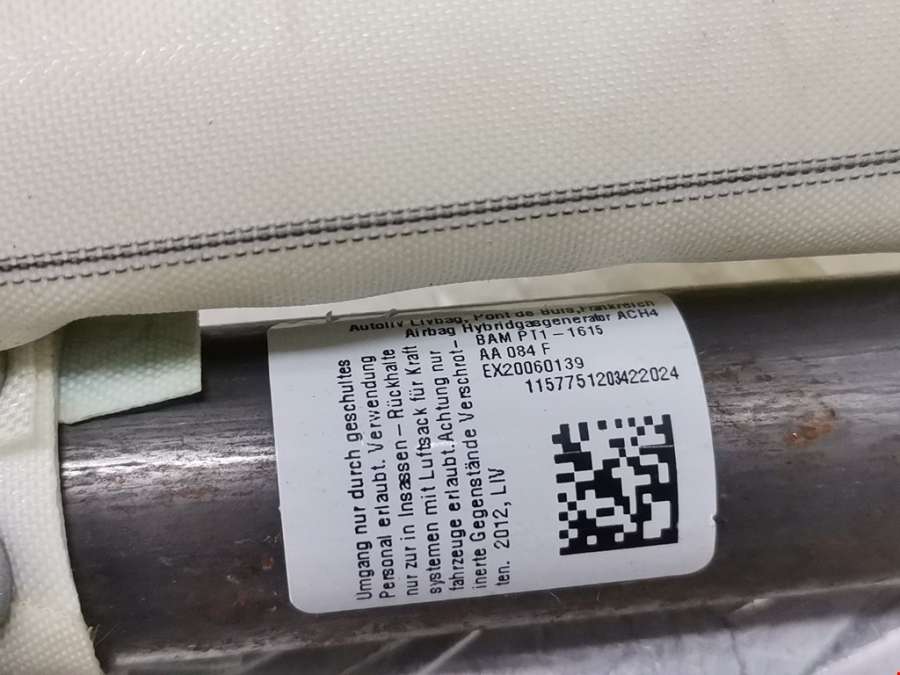 Autoliv Livbag, Pont de Buis,Frankreich
Airbag Hybridgasgenerator ACH4
BAM PT1-1615
AA 084 F
EX20060139
1157751203422024
Umgang nur durch geschultes
Personal erlaubt. Verwendung
nur zur in Insassen-Rückhalte
systemen mit Luftsack für Kraft
fahrzeuge erlaubt.Achtung nur
inerte Gegenstände Verschrot-
ten. 2012, LIV